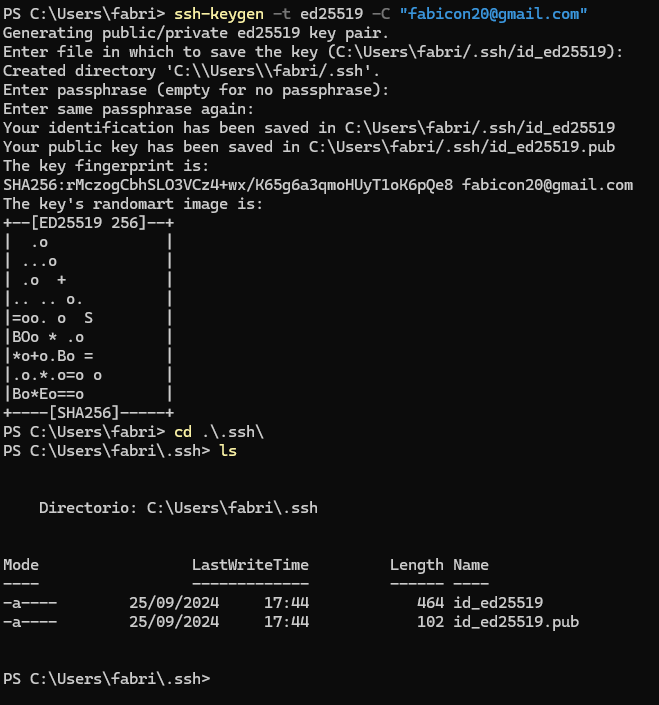 PS C:\Users\fabri> ssh-keygen -t ed25519 -C "fabicon20@gmail.com"
Generating public/private ed25519 key pair.
Enter file in which to save the key (C:\Users\fabri/.ssh/id_ed25519):
Created directory 'C:\\Users\\fabri/.ssh'.
Enter passphrase (empty for no passphrase):
Enter same passphrase again:
Your identification has been saved in C:\Users\fabri/.ssh/id_ed25519
Your public key has been saved in C:\Users\fabri/.ssh/id_ed25519.pub
The key fingerprint is:
SHA256:rMczogCbhSLO3VCz4+wx/K65g6a3qmoHUyT1oK6pQe8 fabicon20@gmail.com
The key's randomart image is:
+--[ED25519 256]--+
|  .o             |
| ...o            |
| .o  +           |
|.. .. o.         |
|=oo. o  S        |
|BOo * .o         |
|*o+o.Bo =        |
|.o.*.o=o o       |
|Bo*Eo==o         |
+----[SHA256]-----+
PS C:\Users\fabri> cd .\.ssh\
PS C:\Users\fabri\.ssh> ls
    Directorio: C:\Users\fabri\.ssh
Mode                 LastWriteTime         Length Name
----                 -------------         ------ ----
-a----        25/09/2024     17:44            464 id_ed25519
-a----        25/09/2024     17:44            102 id_ed25519.pub
PS C:\Users\fabri\.ssh>